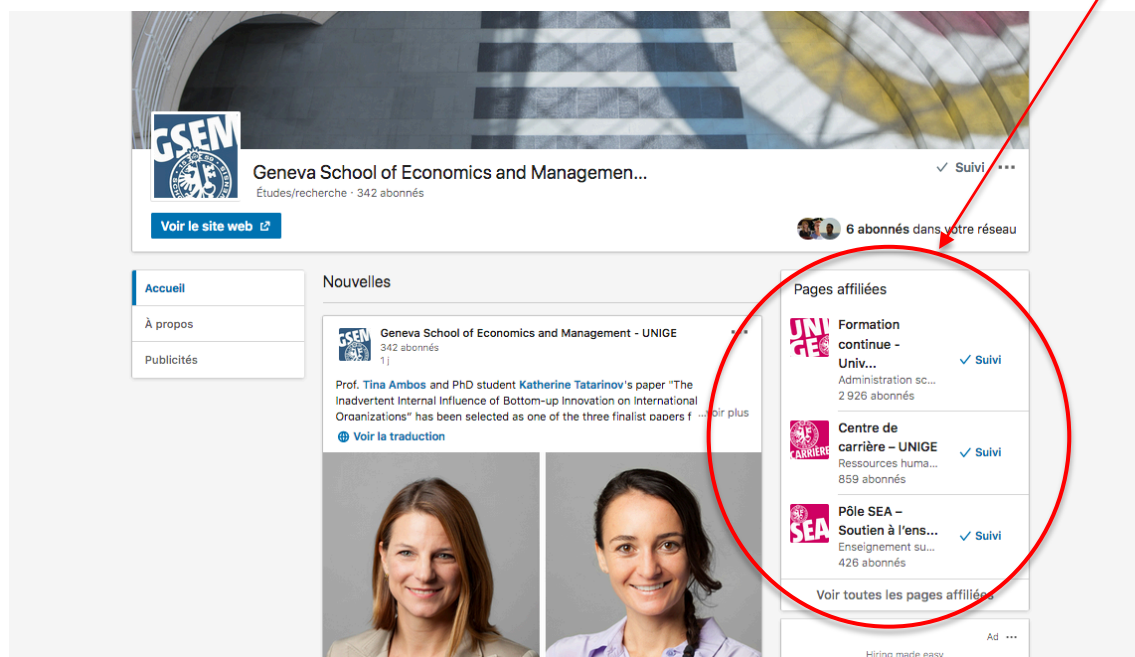 GSEM
Geneva School of Economics and Managemen...
Études/recherche · 342 abonnés
✓ Suivi ···
Voir le site web
6 abonnés dans votre réseau
Accueil
À propos
Publicités
Nouvelles
GSEM
Geneva School of Economics and Management - UNIGE
342 abonnés
1 j
Prof. Tina Ambos and PhD student Katherine Tatarinov's paper "The
Inadvertent Internal Influence of Bottom-up Innovation on International
Organizations" has been selected as one of the three finalist papers f ...voir plus
Voir la traduction
Pages affiliées
UNI
GE
Formation
continue -
Univ...
Administration sc...
2 926 abonnés
✓ Suivi
CARRIÈRE
Centre de
carrière – UNIGE
Ressources huma...
859 abonnés
✓ Suivi
SEA
Pôle SEA –
Soutien à l'ens...
Enseignement su...
426 abonnés
✓ Suivi
Voir toutes les pages affiliées
Ad ···
Hiring made easy